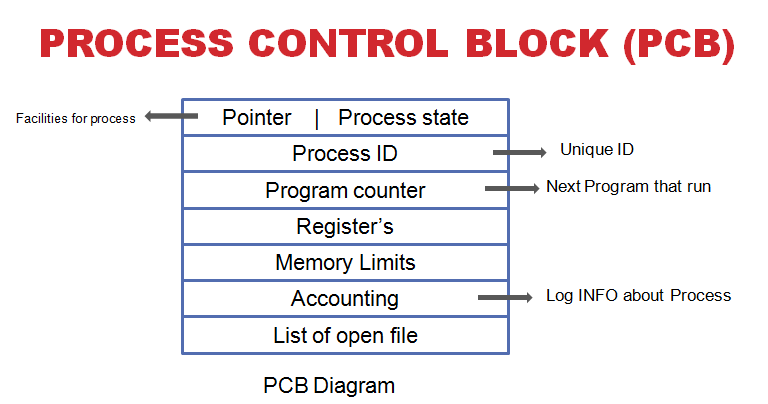 PROCESS CONTROL BLOCK (PCB)
Facilities for process
Pointer | Process state
Process ID
Unique ID
Program counter
Next Program that run
Register's
Memory Limits
Accounting
Log INFO about Process
List of open file
PCB Diagram